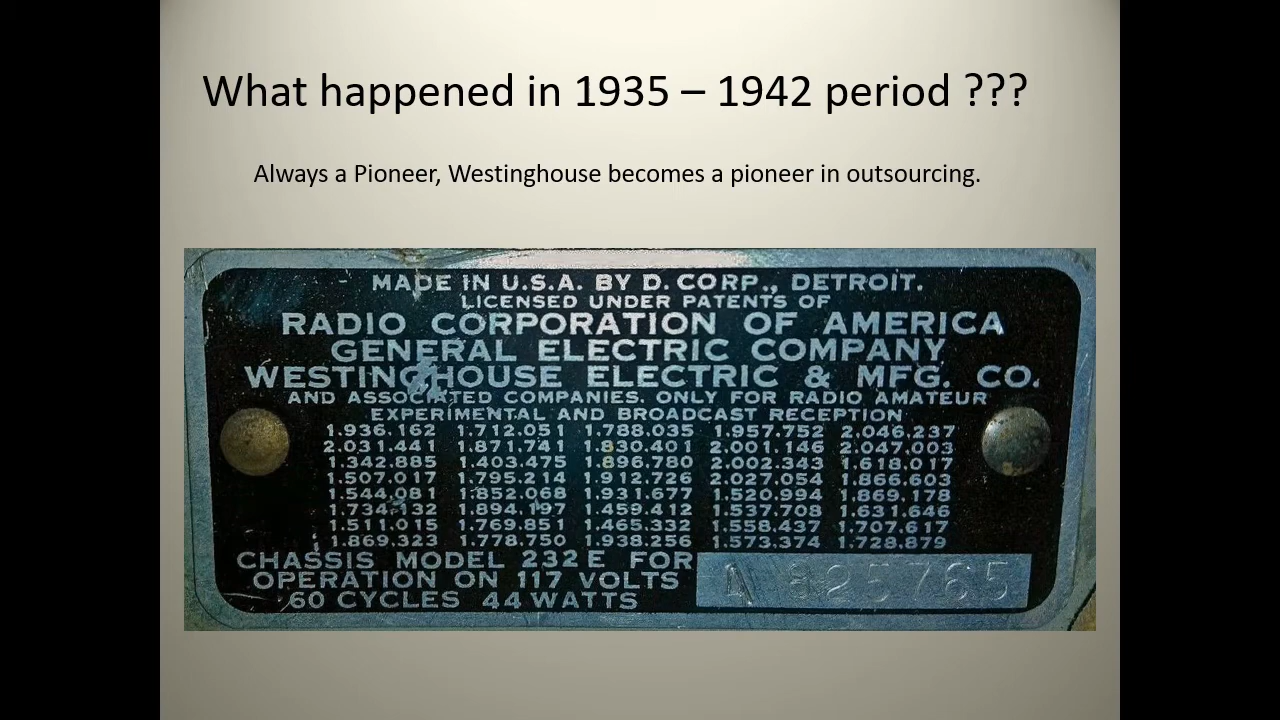 What happened in 1935 – 1942 period ???
Always a Pioneer, Westinghouse becomes a pioneer in outsourcing.
MADE IN U.S.A. BY D. CORP., DETROIT.
LICENSED UNDER PATENTS OF
RADIO CORPORATION OF AMERICA
GENERAL ELECTRIC COMPANY
WESTINGHOUSE ELECTRIC & MFG. CO.
AND ASSOCIATED COMPANIES. ONLY FOR RADIO AMATEUR
EXPERIMENTAL AND BROADCAST RECEPTION
1.936.162 1.712.051 1.788.035 1.957.752 2.046.237
2.031.441 1.871.741 1.830.401 2.001.146 2.047.003
1.342.885 1.403.475 1.896.780 2.002.343 1.618.017
1.507.017 1.795.214 1.912.726 2.027.054 1.866.603
1.544.081 1.852.068 1.931.677 1.520.994 1.869.178
1.734.132 1.894.197 1.459.412 1.537.708 1.631.646
1.511.015 1.769.851 1.465.332 1.558.437 1.707.617
1.869.323 1.778.750 1.938.256 1.573.374 1.728.879
CHASSIS MODEL 232 E FOR
OPERATION ON 117 VOLTS
60 CYCLES 44 WATTS
A 825765